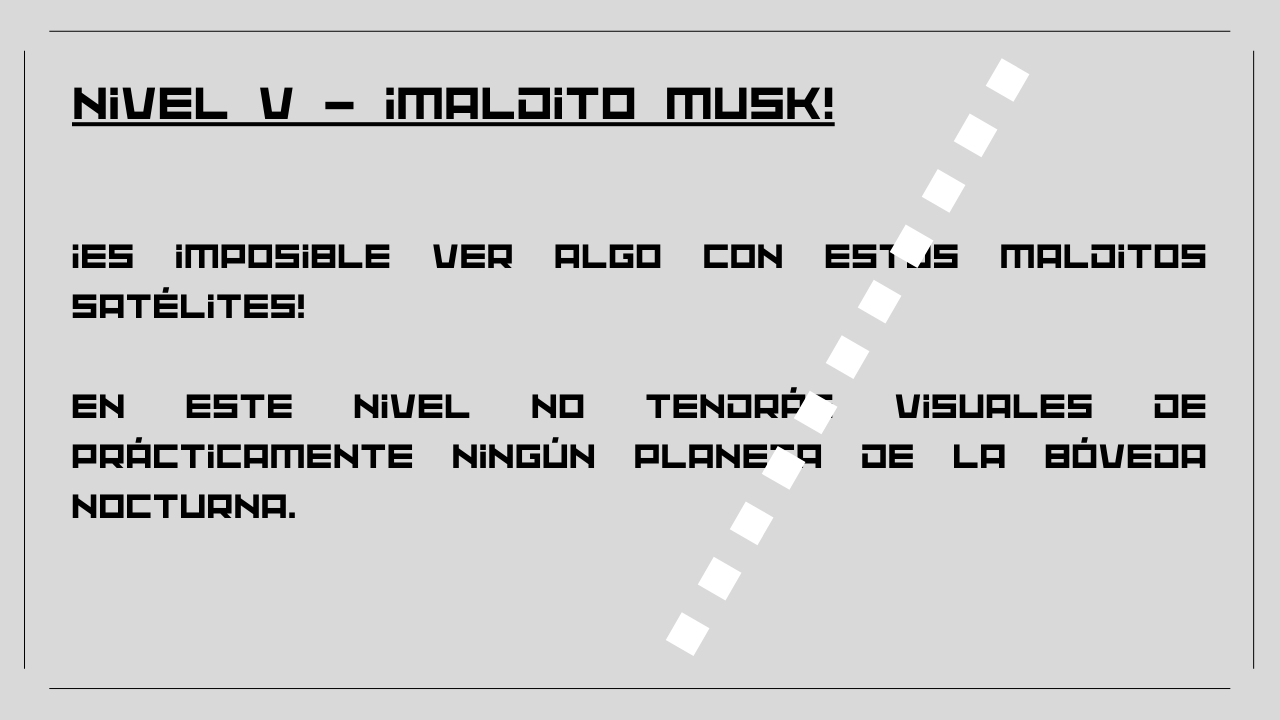 NiVEL V – ¡MALDiTO MUSK!
¡ES iMPOSiBLE VER ALGO CON ESTOS MALDiTOS
SATÉLiTES!
EN ESTE NiVEL NO TENDRÁS ViSUALES DE
PRÁCTiCAMENTE NiNGÚN PLANETA DE LA BÓVEDA
NOCTURNA.